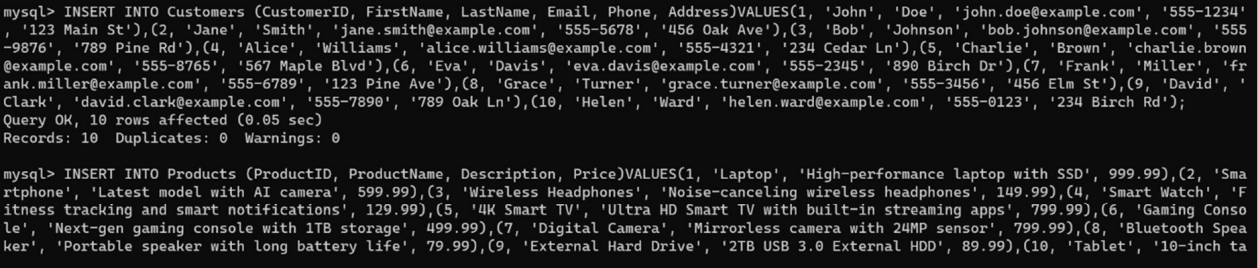 mysql> INSERT INTO Customers (CustomerID, FirstName, LastName, Email, Phone, Address)VALUES(1, 'John', 'Doe', 'john.doe@example.com', '555-1234'
, '123 Main St'),(2, 'Jane', 'Smith', 'jane.smith@example.com', '555-5678', '456 Oak Ave'),(3, 'Bob', 'Johnson', 'bob.johnson@example.com', '555
-9876', '789 Pine Rd'),(4, 'Alice', 'Williams', 'alice.williams@example.com', '555-4321', '234 Cedar Ln'),(5, 'Charlie', 'Brown', 'charlie.brown
@example.com', '555-8765', '567 Maple Blvd'),(6, 'Eva', 'Davis', 'eva.davis@example.com', '555-2345', '890 Birch Dr'),(7, 'Frank', 'Miller', 'fr
ank.miller@example.com', '555-6789', '123 Pine Ave'),(8, 'Grace', 'Turner', 'grace.turner@example.com', '555-3456', '456 Elm St'),(9, 'David', '
Clark', 'david.clark@example.com', '555-7890', '789 Oak Ln'),(10, 'Helen', 'Ward', 'helen.ward@example.com', '555-0123', '234 Birch Rd');
Query OK, 10 rows affected (0.05 sec)
Records: 10  Duplicates: 0  Warnings: 0
mysql> INSERT INTO Products (ProductID, ProductName, Description, Price)VALUES(1, 'Laptop', 'High-performance laptop with SSD', 999.99),(2, 'Sma
rtphone', 'Latest model with AI camera', 599.99),(3, 'Wireless Headphones', 'Noise-canceling wireless headphones', 149.99),(4, 'Smart Watch', 'F
itness tracking and smart notifications', 129.99),(5, '4K Smart TV', 'Ultra HD Smart TV with built-in streaming apps', 799.99),(6, 'Gaming Conso
le', 'Next-gen gaming console with 1TB storage', 499.99),(7, 'Digital Camera', 'Mirrorless camera with 24MP sensor', 799.99),(8, 'Bluetooth Spea
ker', 'Portable speaker with long battery life', 79.99),(9, 'External Hard Drive', '2TB USB 3.0 External HDD', 89.99),(10, 'Tablet', '10-inch ta